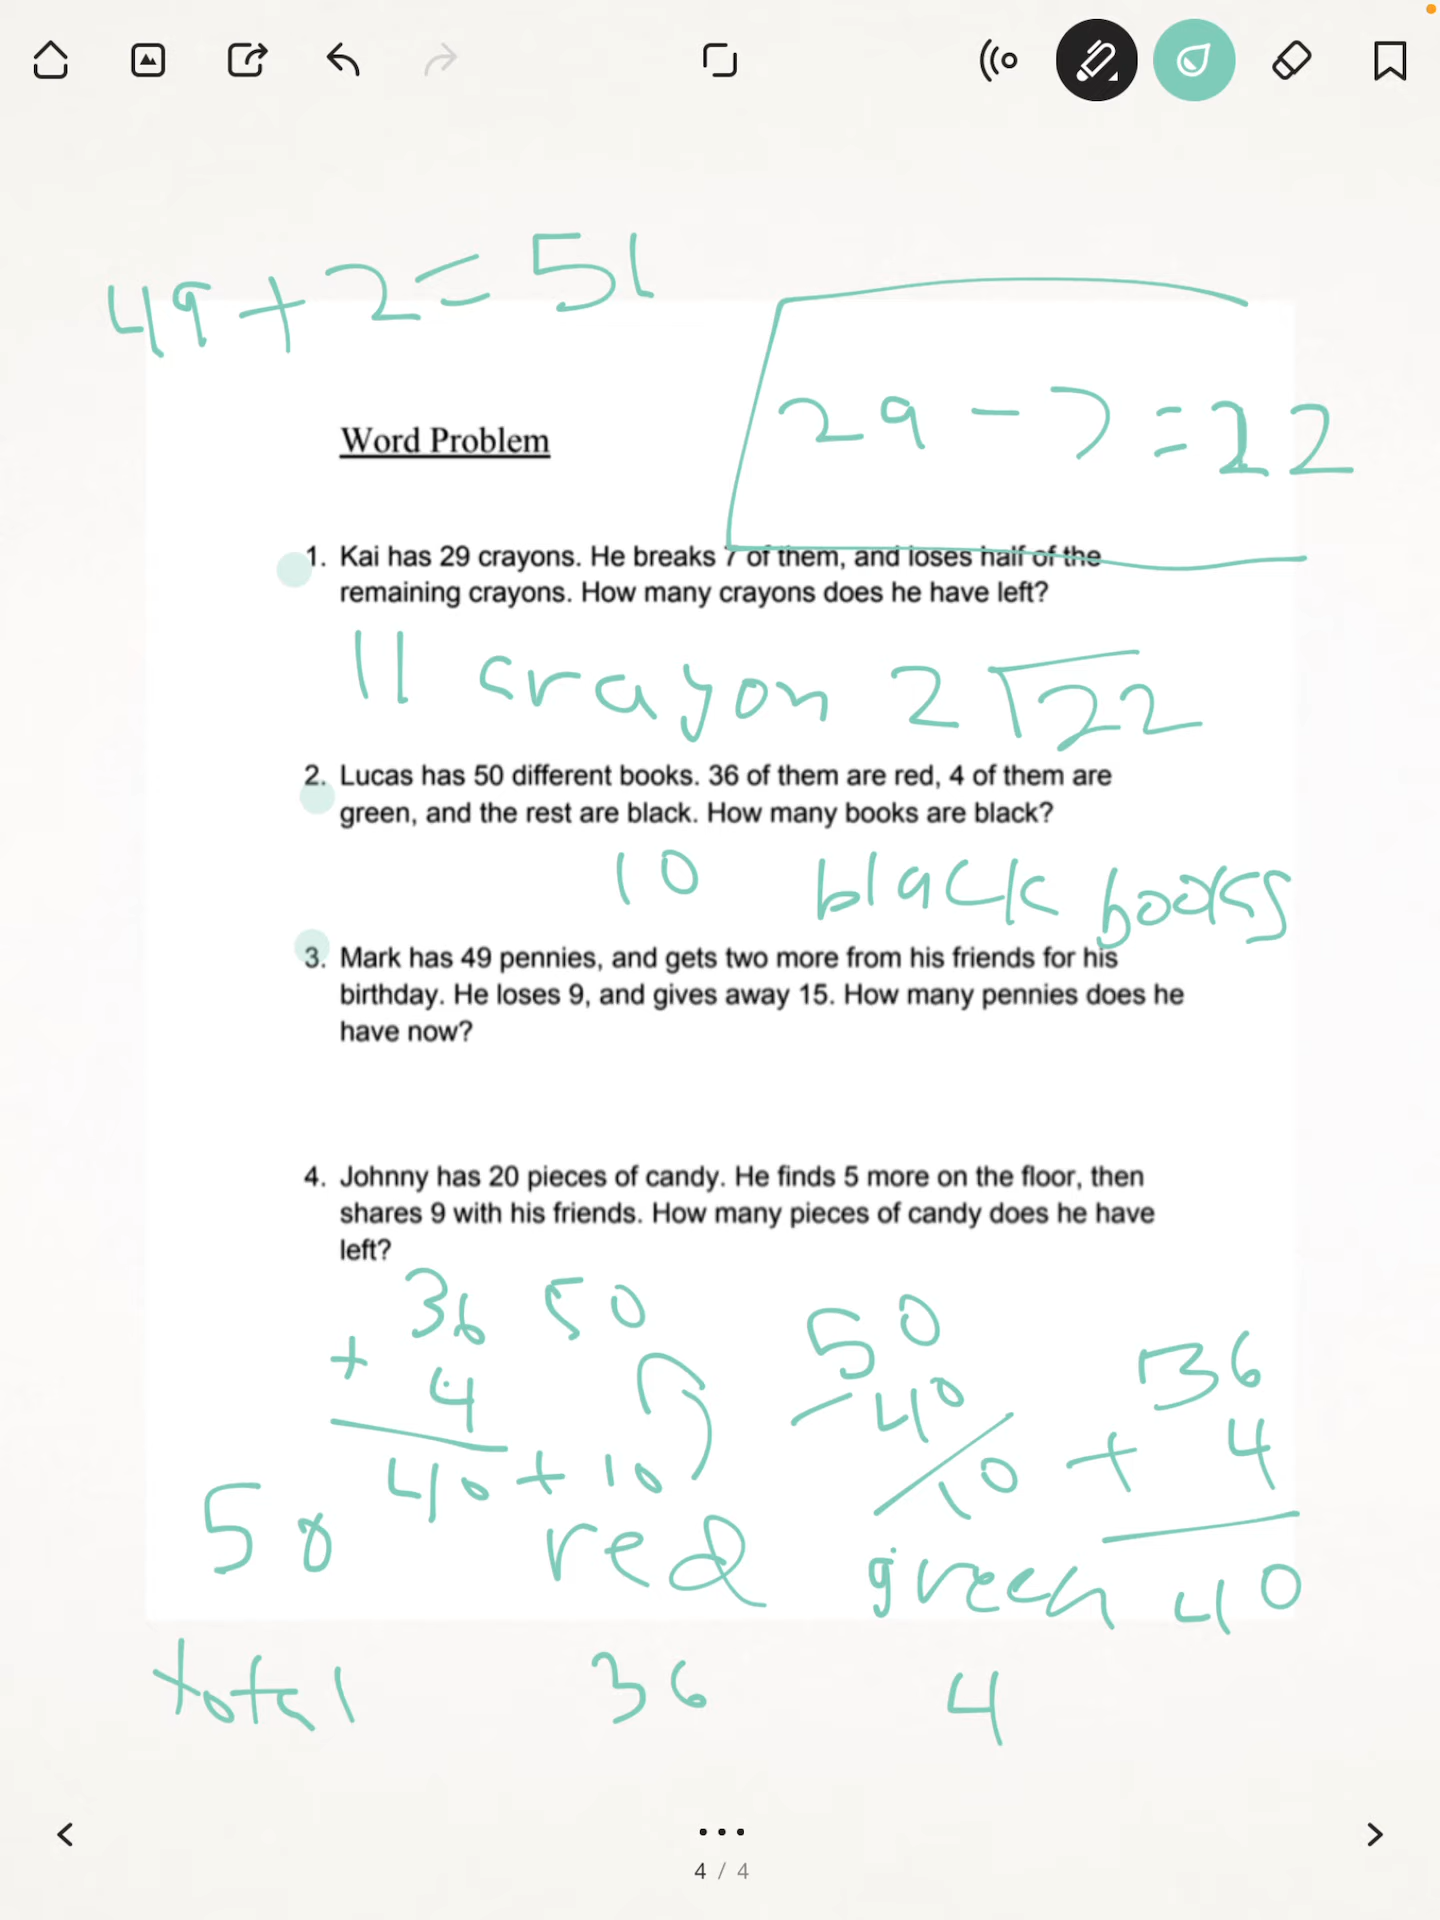 49 + 2 = 51
29 - 7 = 22
Word Problem
1. Kai has 29 crayons. He breaks 7 of them, and loses half of the
remaining crayons. How many crayons does he have left?
11 crayon 2 √22
2. Lucas has 50 different books. 36 of them are red, 4 of them are
green, and the rest are black. How many books are black?
10 black books
3. Mark has 49 pennies, and gets two more from his friends for his
birthday. He loses 9, and gives away 15. How many pennies does he
have now?
4. Johnny has 20 pieces of candy. He finds 5 more on the floor, then
shares 9 with his friends. How many pieces of candy does he have
left?
36 50 50 36
+ 4 - 40 + 4
40 + 10 10
50 red green 40
total 36 4
4 / 4